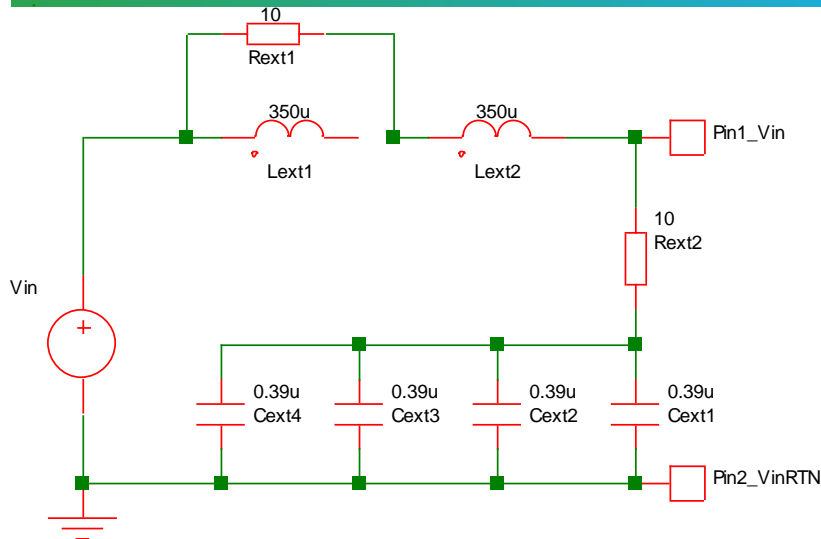 10
Rext1
350u
350u
Lext1
Lext2
Pin1_Vin
10
Rext2
Vin
+
0.39u
0.39u
0.39u
0.39u
Cext4
Cext3
Cext2
Cext1
Pin2_VinRTN